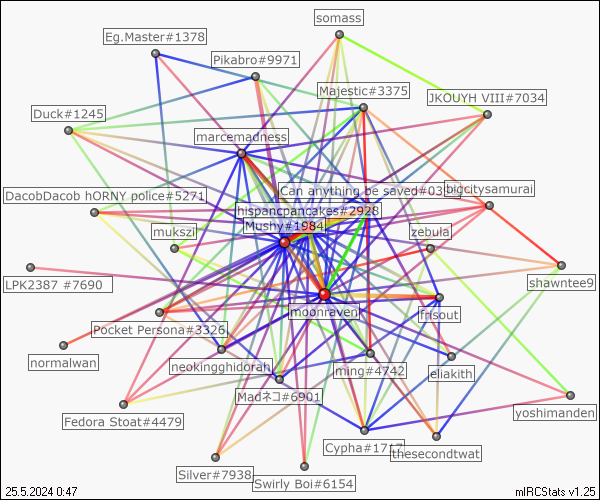 somass
Eg.Master#1378
Pikabro#9971
Majestic#3375
JKOUYH VIII#7034
Duck#1245
marcemadness
Can anything be saved#03
bigcitysamurai
DacobDacob hORNY police#5271
hispancpancakes#2928
Mushy#1984
mukszi
zebula
LPK2387 #7690
shawntee9
moonraven
frisout
Pocket Persona#3326
normalwan
neokingghidorah
ming#4742
eliakith
Madネコ#6901
yoshimanden
Fedora Stoat#4479
Cypha#1717
thesecondtwat
Silver#7938
Swirly Boi#6154
25.5.2024 0:47
mIRCStats v1.25